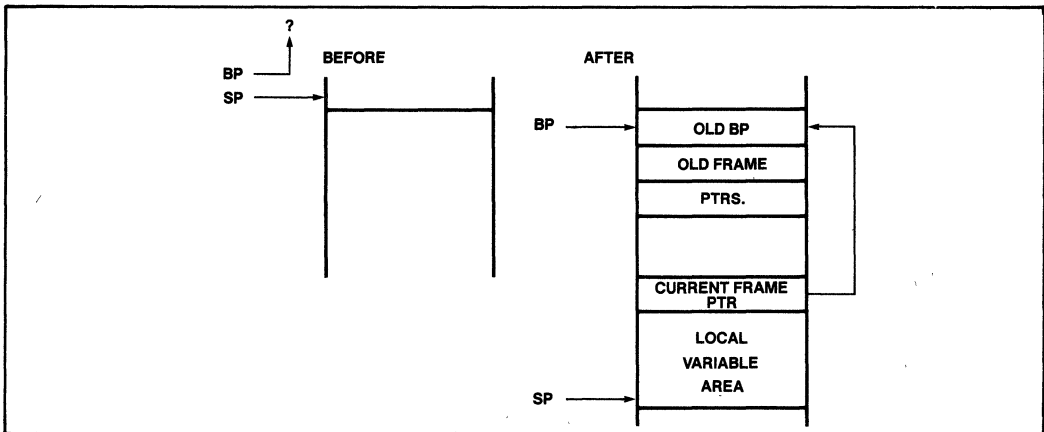 ?
BP
SP
BEFORE
AFTER
BP
OLD BP
OLD FRAME
PTRS.
CURRENT FRAME
PTR
LOCAL
VARIABLE
AREA
SP